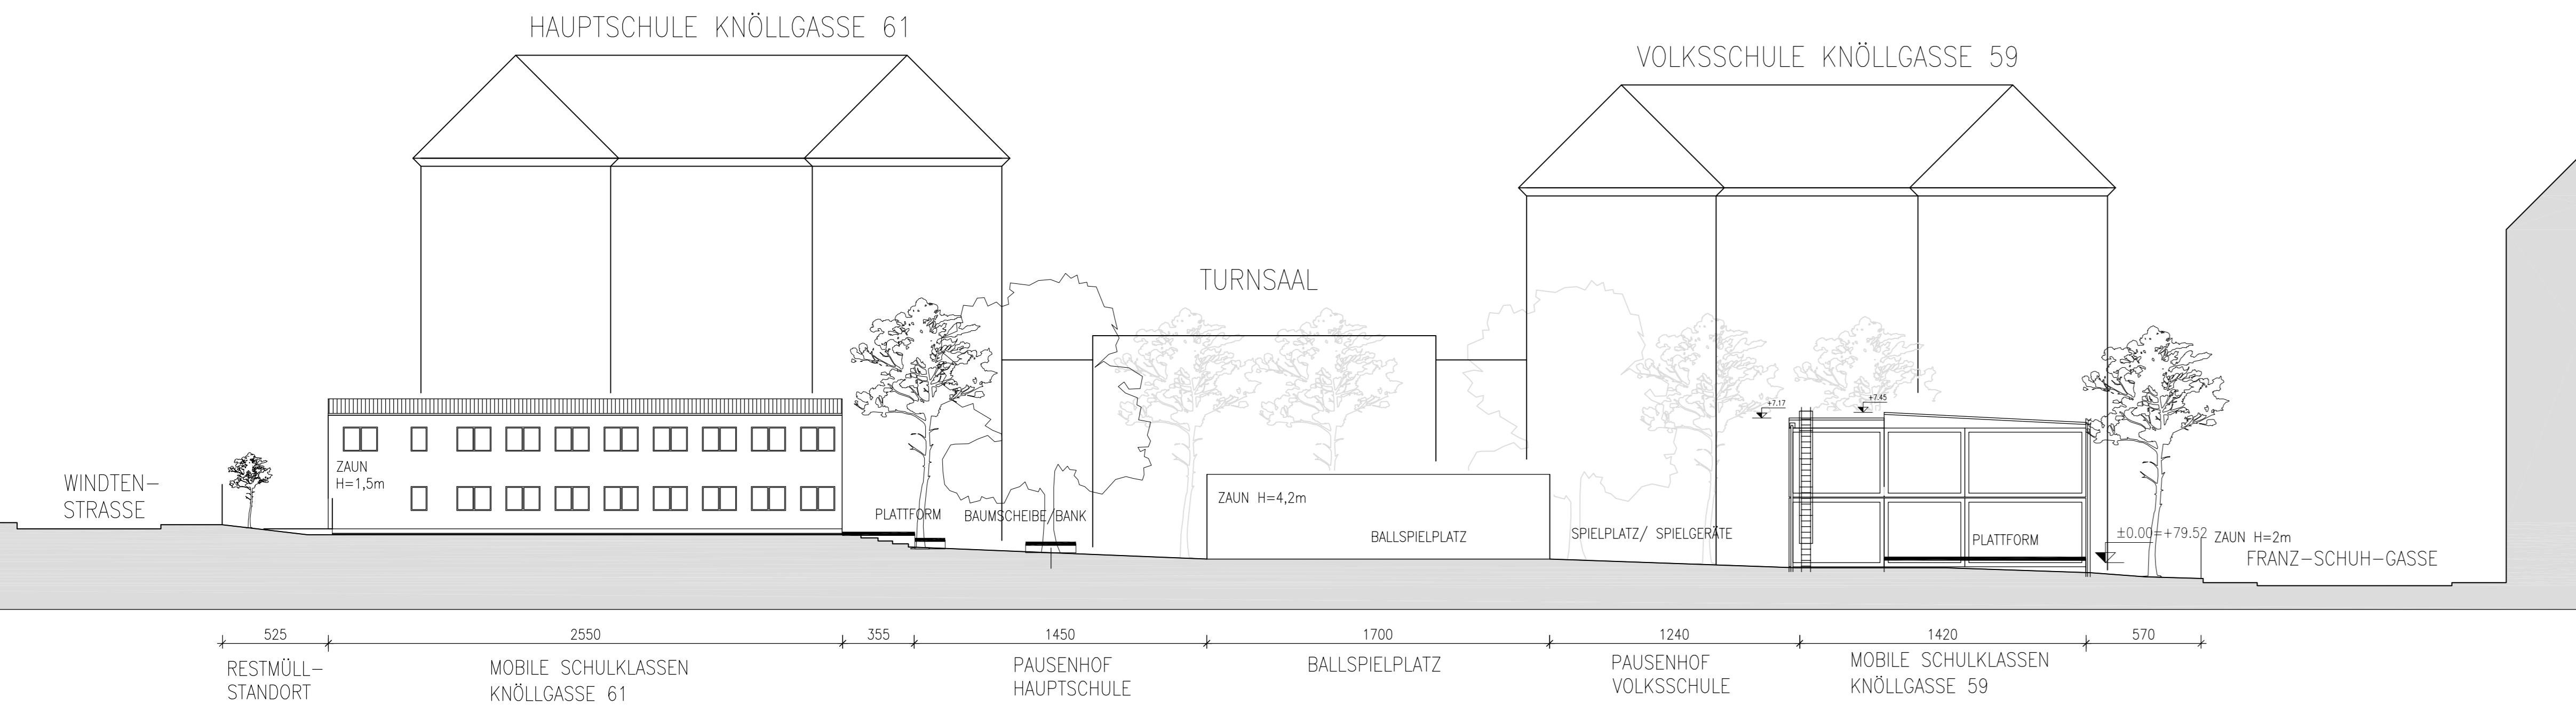 HAUPTSCHULE KNÖLLGASSE 61
VOLKSSCHULE KNÖLLGASSE 59
TURNSAAL
+7.17
+7.45
ZAUN
H=1,5m
WINDTEN-
STRASSE
ZAUN H=4,2m
PLATTFORM
BAUMSCHEIBE/BANK
BALLSPIELPLATZ
SPIELPLATZ/ SPIELGERÄTE
PLATTFORM
±0.00=+79.52
ZAUN H=2m
FRANZ-SCHUH-GASSE
525
2550
355
1450
1700
1240
1420
570
RESTMÜLL-
STANDORT
MOBILE SCHULKLASSEN
KNÖLLGASSE 61
PAUSENHOF
HAUPTSCHULE
BALLSPIELPLATZ
PAUSENHOF
VOLKSSCHULE
MOBILE SCHULKLASSEN
KNÖLLGASSE 59